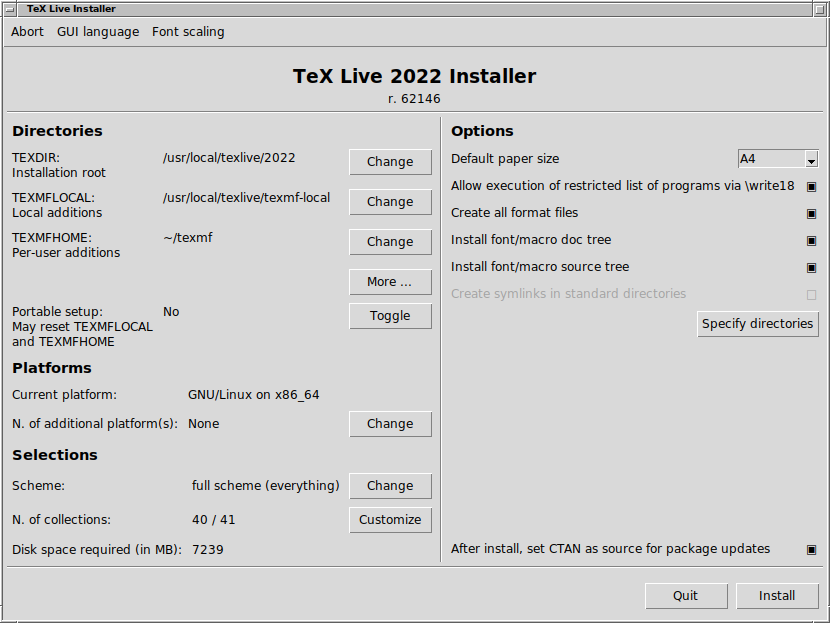 TeX Live Installer
Abort GUI language Font scaling
TeX Live 2022 Installer
r. 62146
Directories
TEXDIR: /usr/local/texlive/2022 Change
Installation root
TEXMFLOCAL: /usr/local/texlive/texmf-local Change
Local additions
TEXMFHOME: ~/texmf Change
Per-user additions
More ...
Portable setup: No Toggle
May reset TEXMFLOCAL
and TEXMFHOME
Platforms
Current platform: GNU/Linux on x86_64
N. of additional platform(s): None Change
Selections
Scheme: full scheme (everything) Change
N. of collections: 40 / 41 Customize
Disk space required (in MB): 7239
Options
Default paper size A4
Allow execution of restricted list of programs via \write18
Create all format files
Install font/macro doc tree
Install font/macro source tree
Create symlinks in standard directories
Specify directories
After install, set CTAN as source for package updates
Quit Install